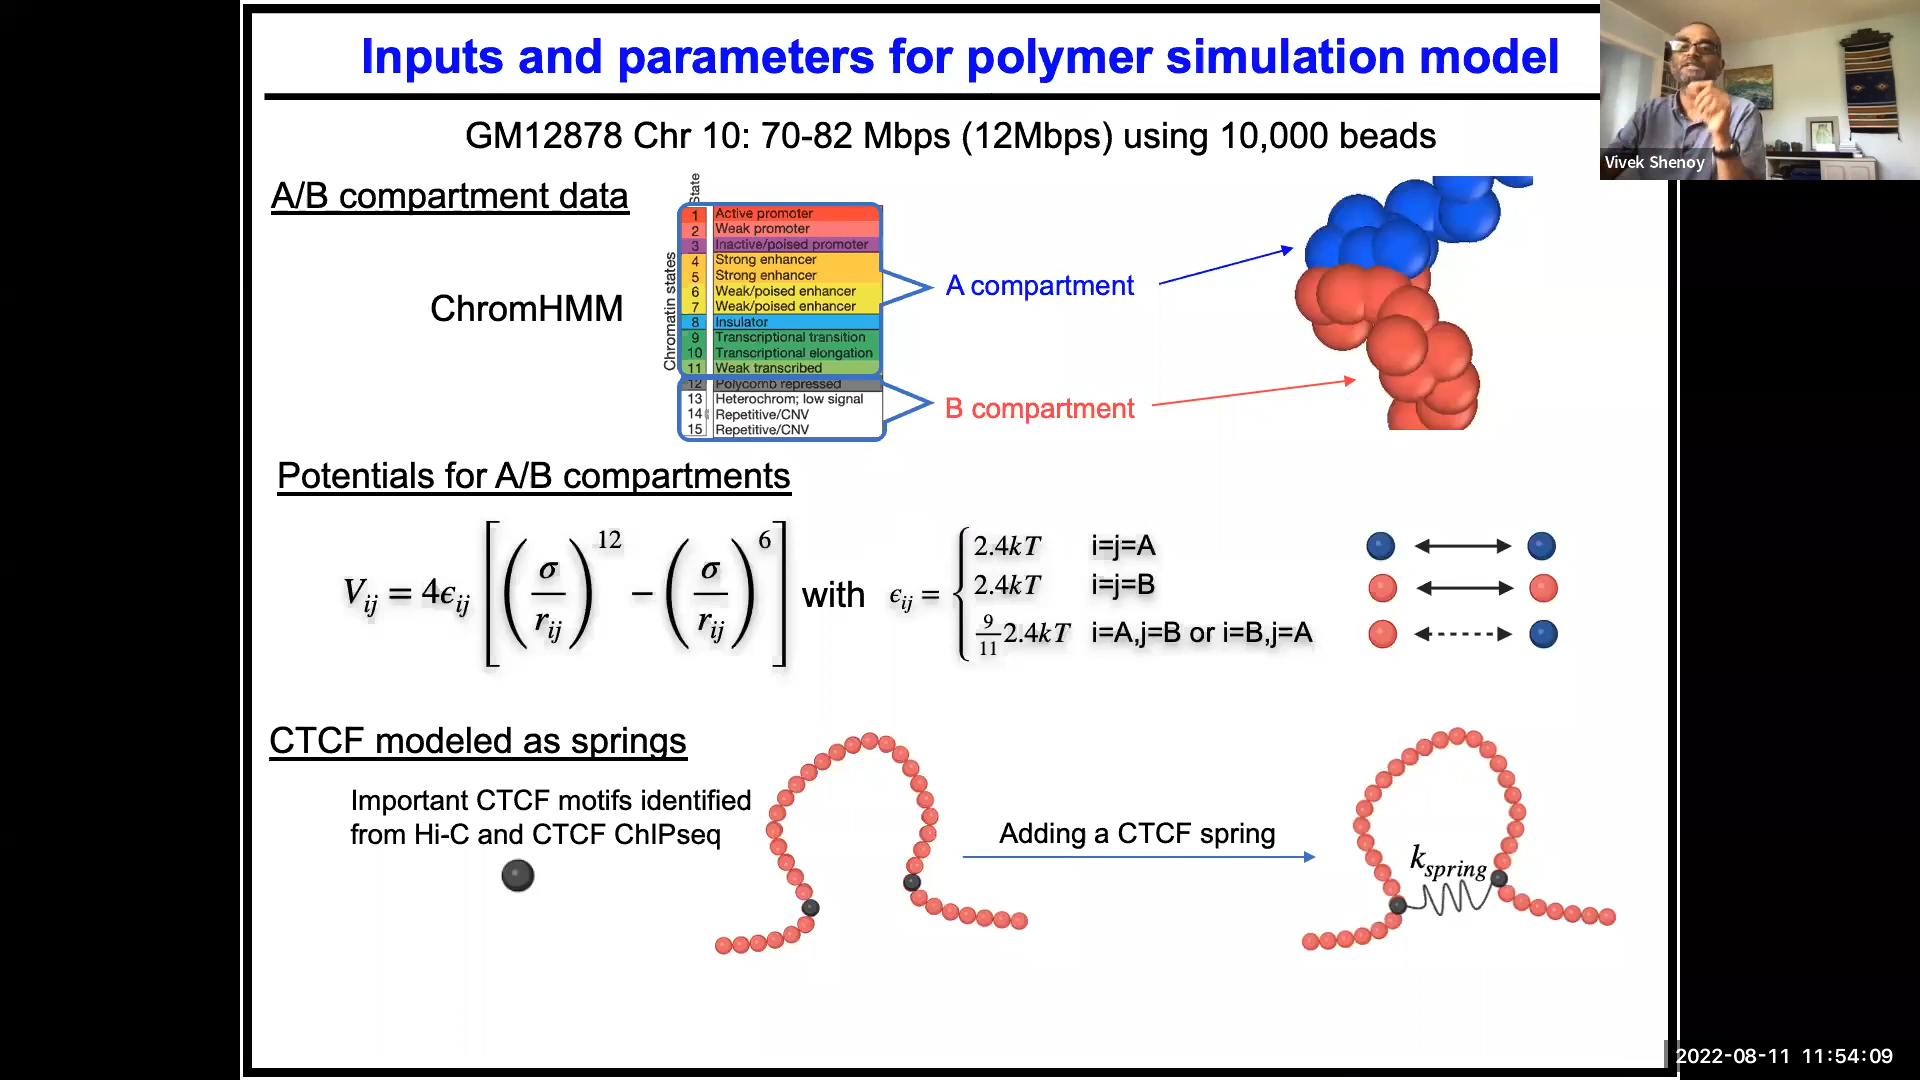 Inputs and parameters for polymer simulation model
Vivek Shenoy
GM12878 Chr 10: 70-82 Mbps (12Mbps) using 10,000 beads
A/B compartment data
ChromHMM
Chromatin states
State
1 Active promoter
2 Weak promoter
3 Inactive/poised promoter
4 Strong enhancer
5 Strong enhancer
6 Weak/poised enhancer
7 Weak/poised enhancer
8 Insulator
9 Transcriptional transition
10 Transcriptional elongation
11 Weak transcribed
12 Polycomb repressed
13 Heterochrom; low signal
14 Repetitive/CNV
15 Repetitive/CNV
A compartment
B compartment
Potentials for A/B compartments
V_ij = 4ϵ_ij [ (σ/r_ij)^12 − (σ/r_ij)^6 ] with ϵ_ij = {
2.4kT i=j=A
2.4kT i=j=B
9/11 2.4kT i=A,j=B or i=B,j=A
CTCF modeled as springs
Important CTCF motifs identified
from Hi-C and CTCF ChIPseq
Adding a CTCF spring
k_spring
2022-08-11 11:54:09